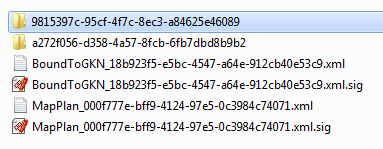 9815397c-95cf-4f7c-8ec3-a84625e46089
a272f056-d358-4a57-8fcb-6fb7dbd8b9b2
BoundToGKN_18b923f5-e5bc-4547-a64e-912cb40e53c9.xml
BoundToGKN_18b923f5-e5bc-4547-a64e-912cb40e53c9.xml.sig
MapPlan_000f777e-bff9-4124-97e5-0c3984c74071.xml
MapPlan_000f777e-bff9-4124-97e5-0c3984c74071.xml.sig